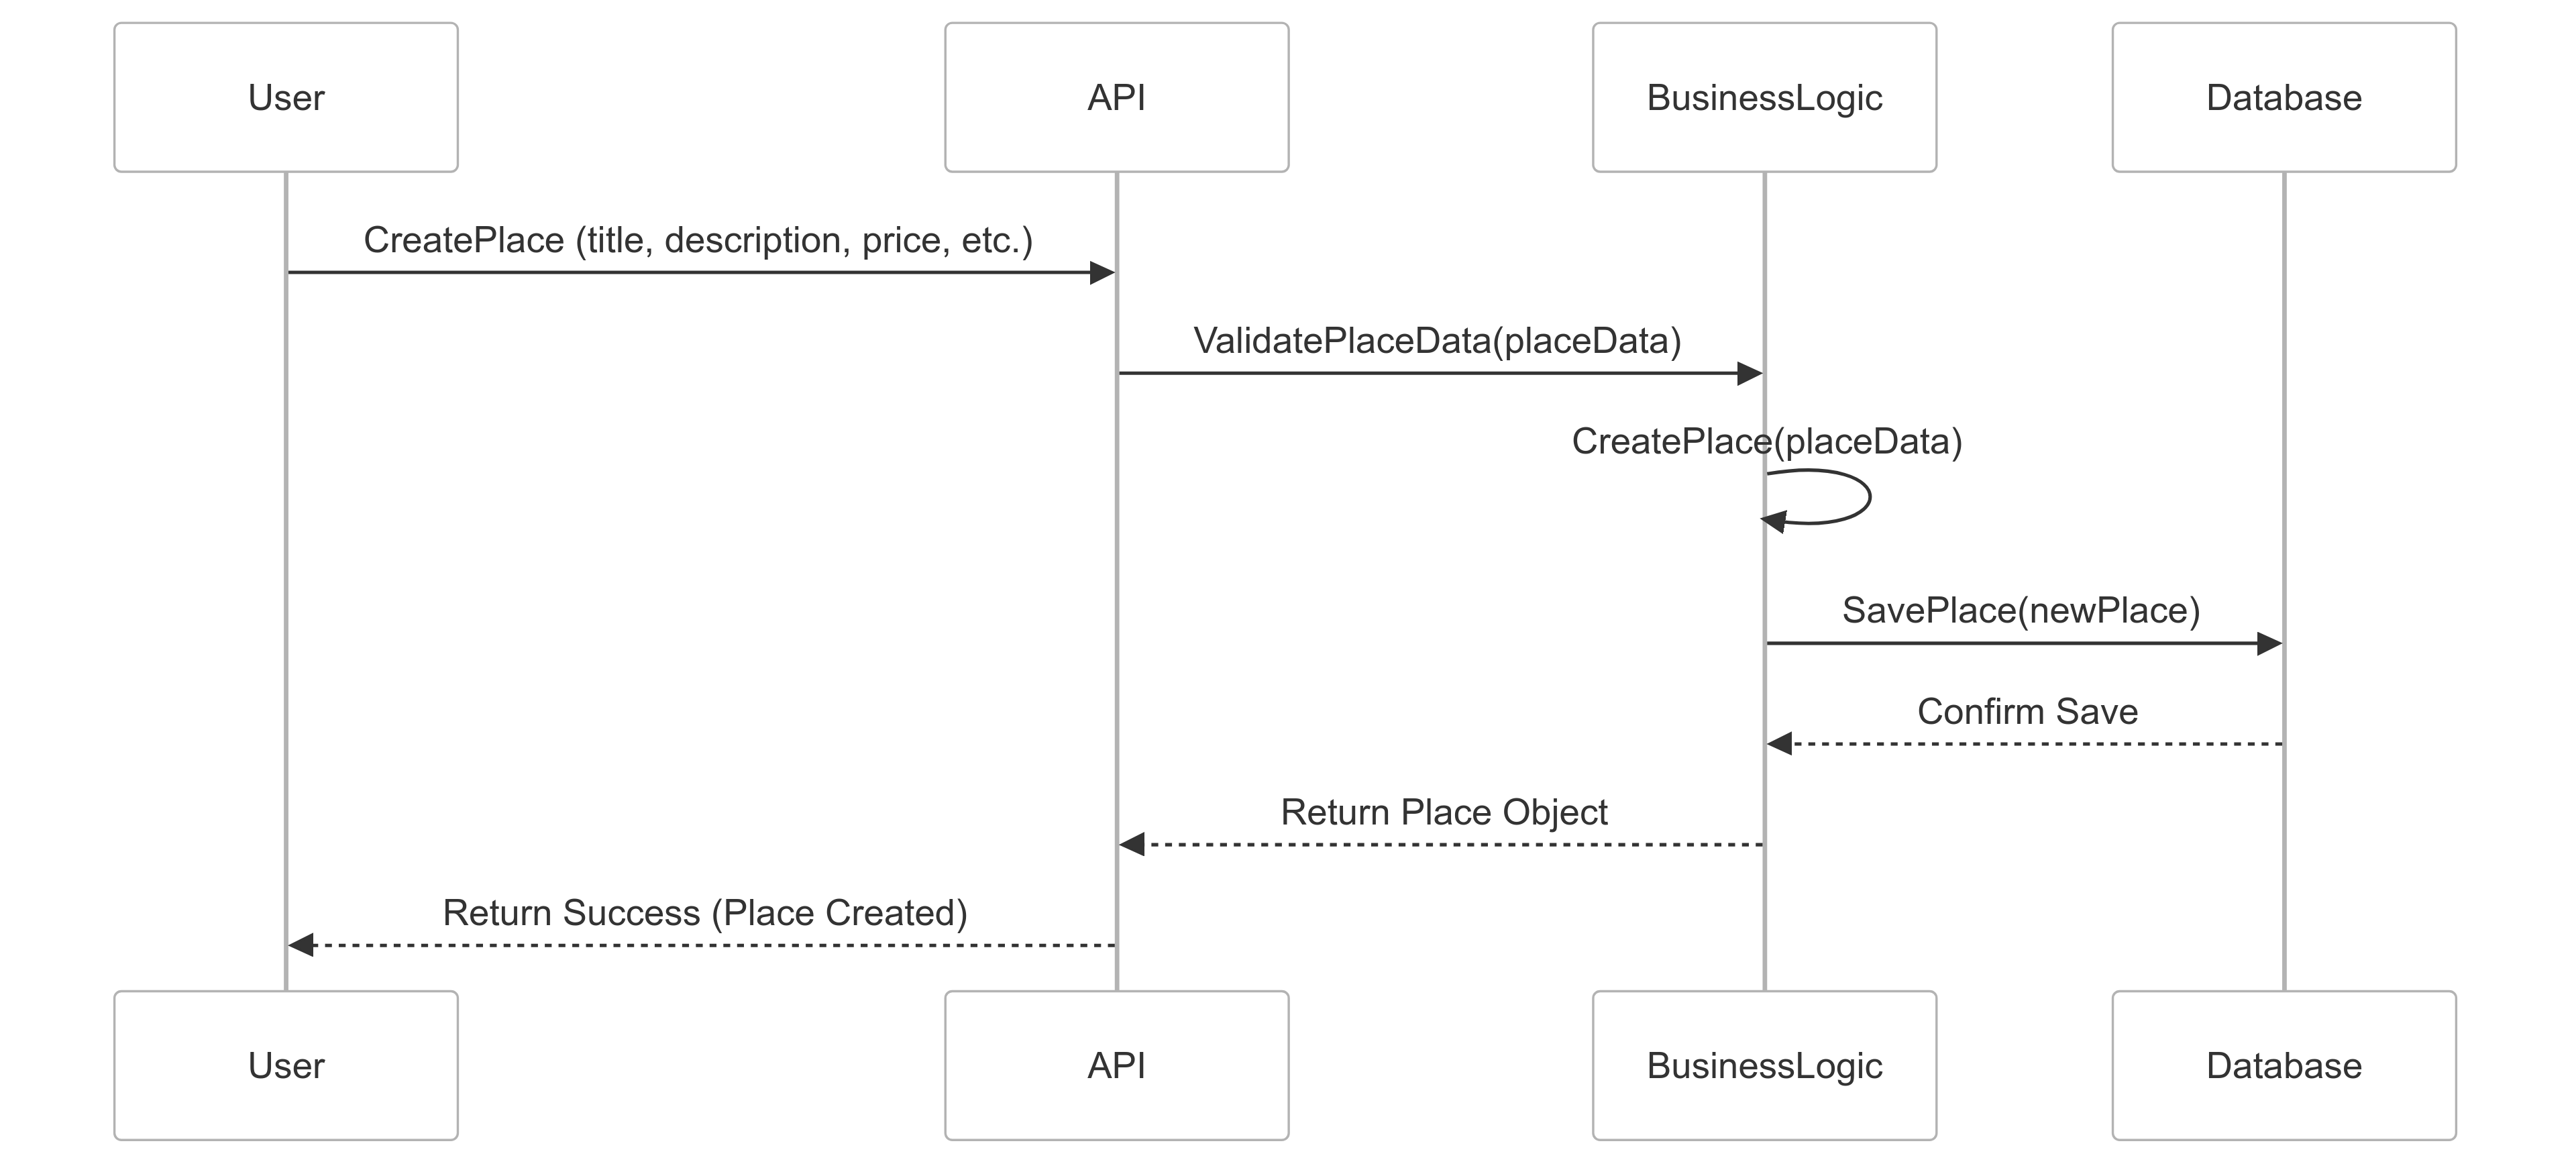 User
API
BusinessLogic
Database
CreatePlace (title, description, price, etc.)
ValidatePlaceData(placeData)
CreatePlace(placeData)
SavePlace(newPlace)
Confirm Save
Return Place Object
Return Success (Place Created)
User
API
BusinessLogic
Database